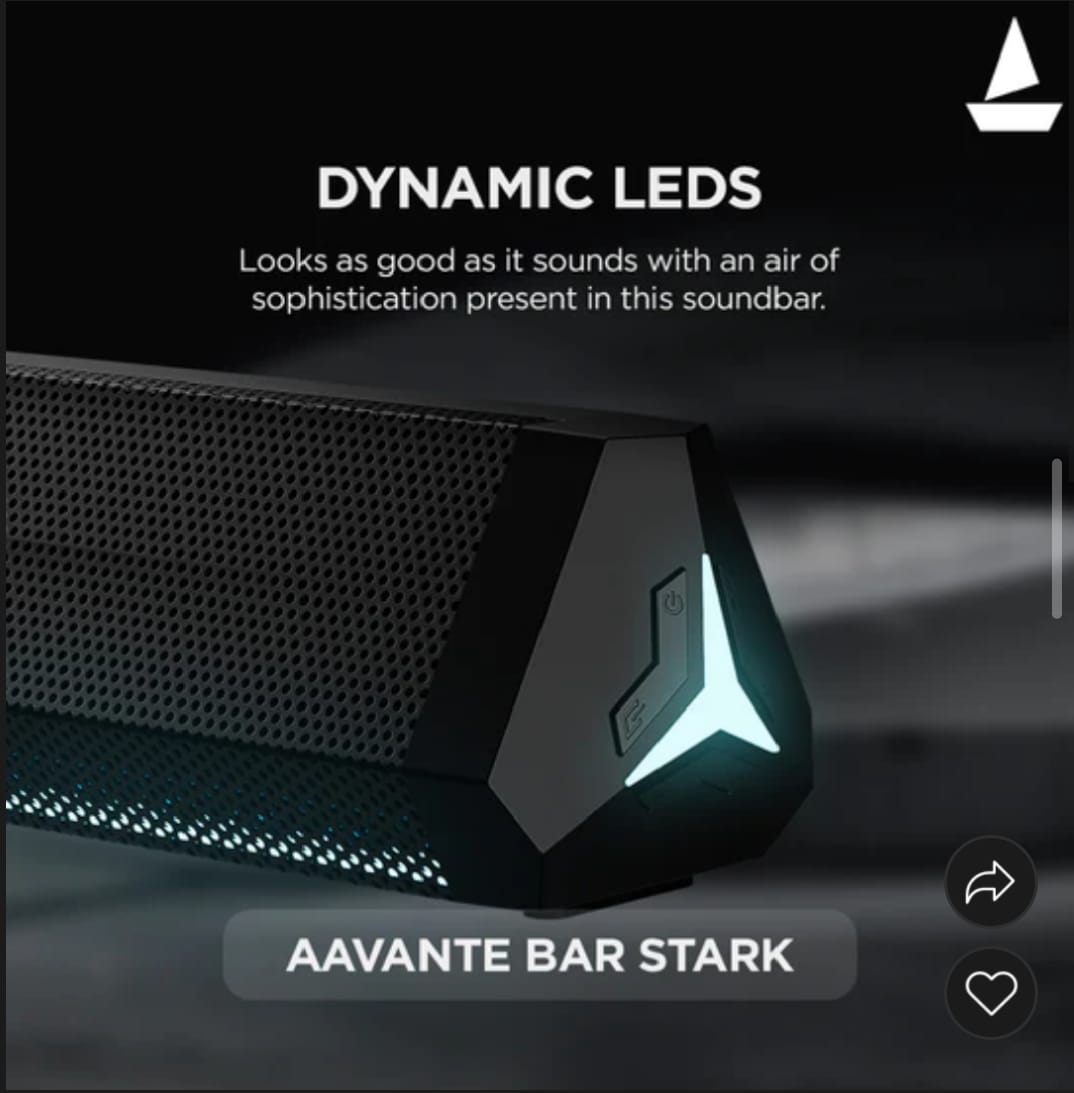 DYNAMIC LEDS
Looks as good as it sounds with an air of
sophistication present in this soundbar.
AAVANTE BAR STARK